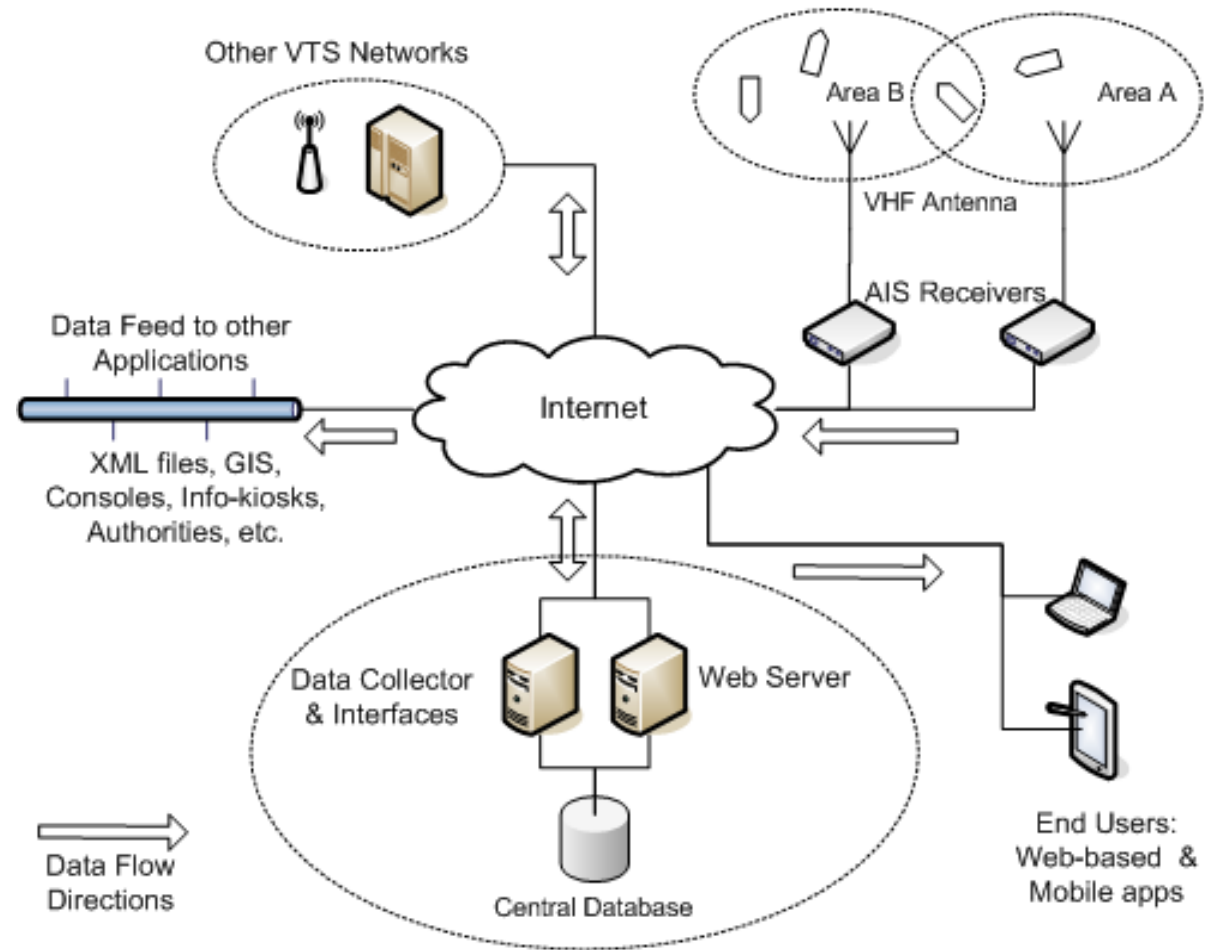 Other VTS Networks
Area B
Area A
VHF Antenna
AIS Receivers
Data Feed to other
Applications
Internet
XML files, GIS,
Consoles, Info-kiosks,
Authorities, etc.
Data Collector
& Interfaces
Web Server
Central Database
Data Flow
Directions
End Users:
Web-based &
Mobile apps